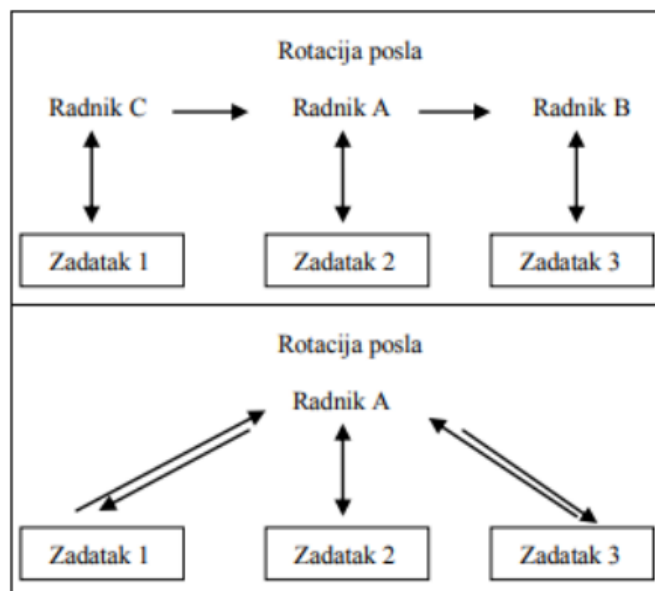 Rotacija posla
Radnik C Radnik A Radnik B
Zadatak 1 Zadatak 2 Zadatak 3
Rotacija posla
Radnik A
Zadatak 1 Zadatak 2 Zadatak 3